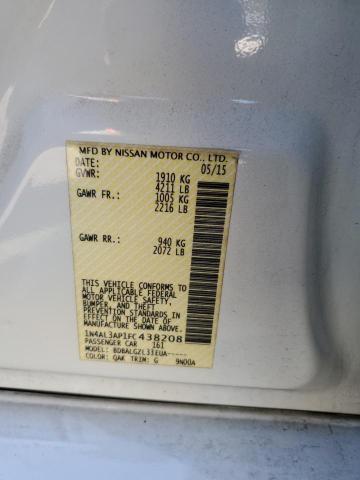 MFD BY NISSAN MOTOR CO., LTD.
DATE: 05/15
GVWR: 1910 KG
4211 LB
GAWR FR.: 1005 KG
2216 LB
GAWR RR.: 940 KG
2072 LB
THIS VEHICLE CONFORMS TO
ALL APPLICABLE FEDERAL
MOTOR VEHICLE SAFETY,
BUMPER, AND THEFT
PREVENTION STANDARDS IN
EFFECT ON THE DATE OF
MANUFACTURE SHOWN ABOVE.
1N4AL3AP1FC438208
PASSENGER CAR 161
MODEL: BDBALGZL33EUA-----
COLOR: QAK TRIM: G 9N00A